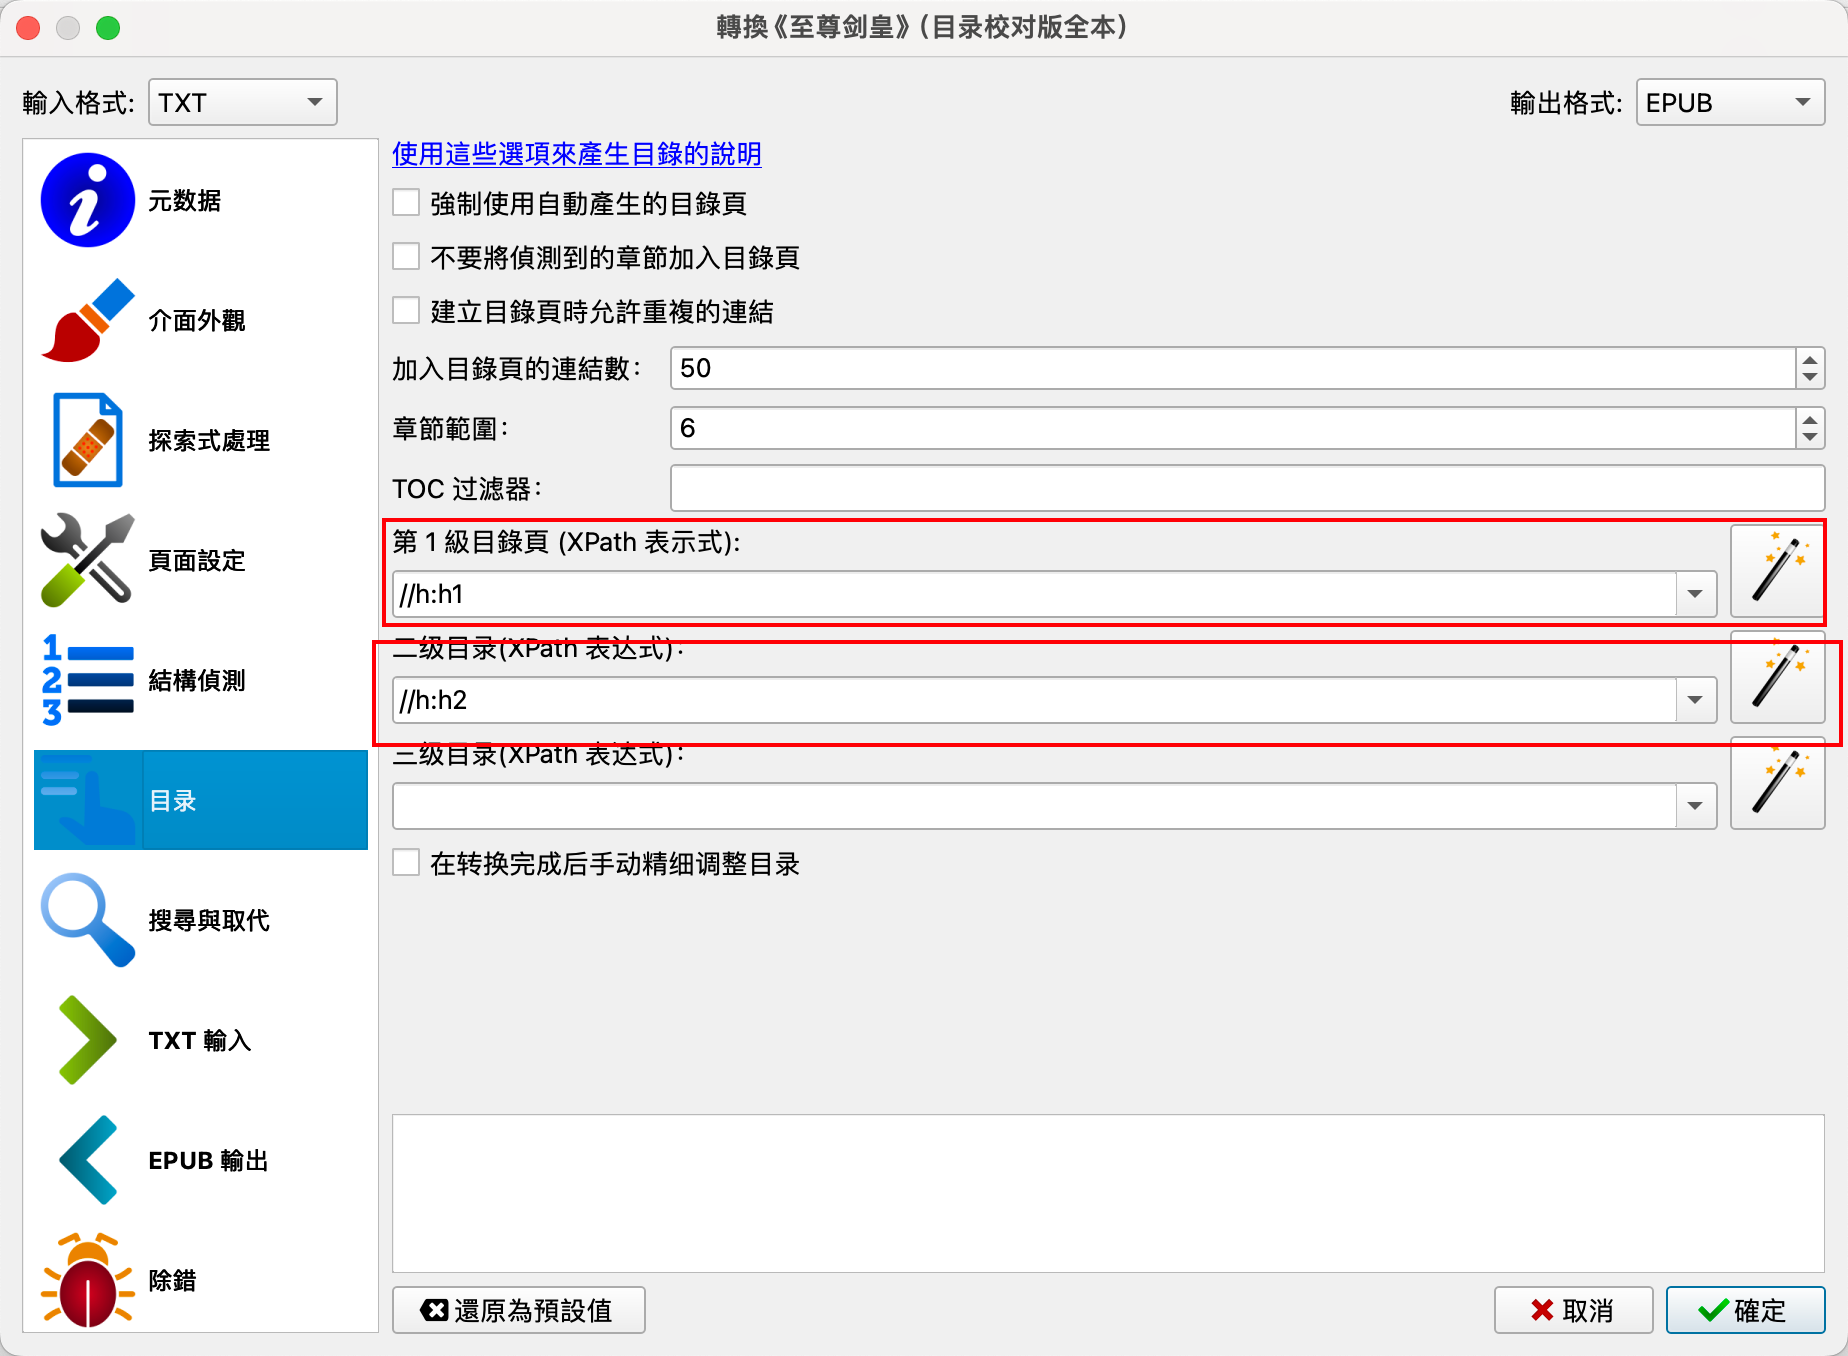 轉換《至尊剑皇》（目录校对版全本）
輸入格式:
TXT
輸出格式:
EPUB
元数据
介面外觀
探索式處理
頁面設定
結構偵測
目录
搜尋與取代
TXT 輸入
EPUB 輸出
除錯
使用這些選項來產生目錄的說明
強制使用自動產生的目錄頁
不要將偵測到的章節加入目錄頁
建立目錄頁時允許重複的連結
加入目錄頁的連結數：
50
章節範圍：
6
TOC 过滤器：
第 1 級目錄頁 (XPath 表示式):
//h:h1
二级目录(XPath 表达式)：
//h:h2
三级目录(XPath 表达式)：
在转换完成后手动精细调整目录
還原為預設值
取消
確定